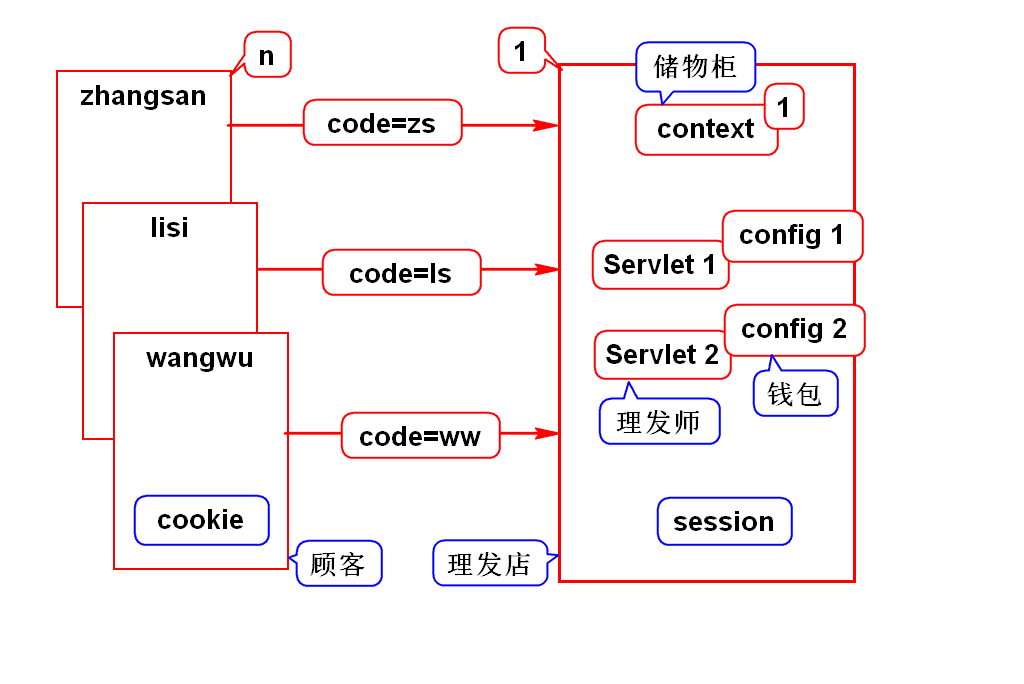 n
zhangsan
code=zs
lisi
code=ls
wangwu
code=ww
cookie
顾客
1
储物柜
context
1
Servlet 1
config 1
Servlet 2
config 2
理发师
钱包
session
理发店